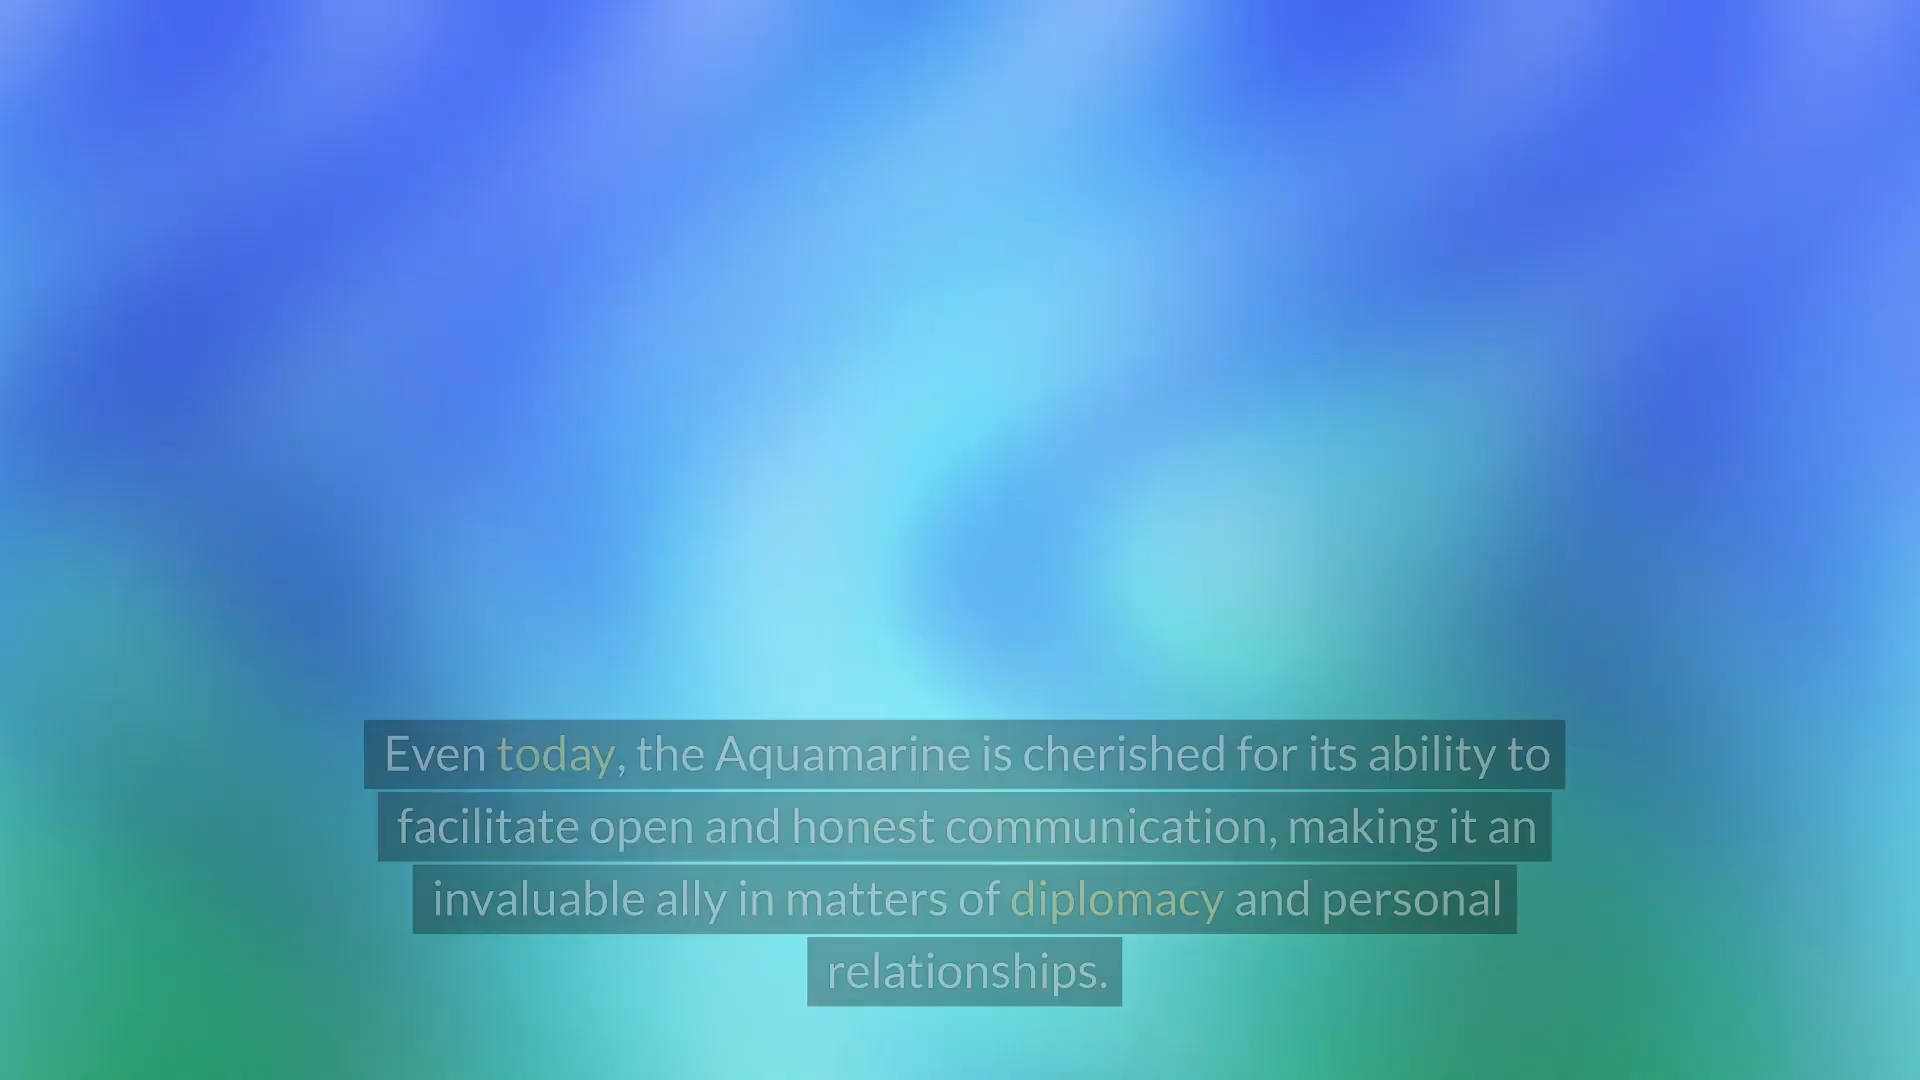 Even today, the Aquamarine is cherished for its ability to
facilitate open and honest communication, making it an
invaluable ally in matters of diplomacy and personal
relationships.